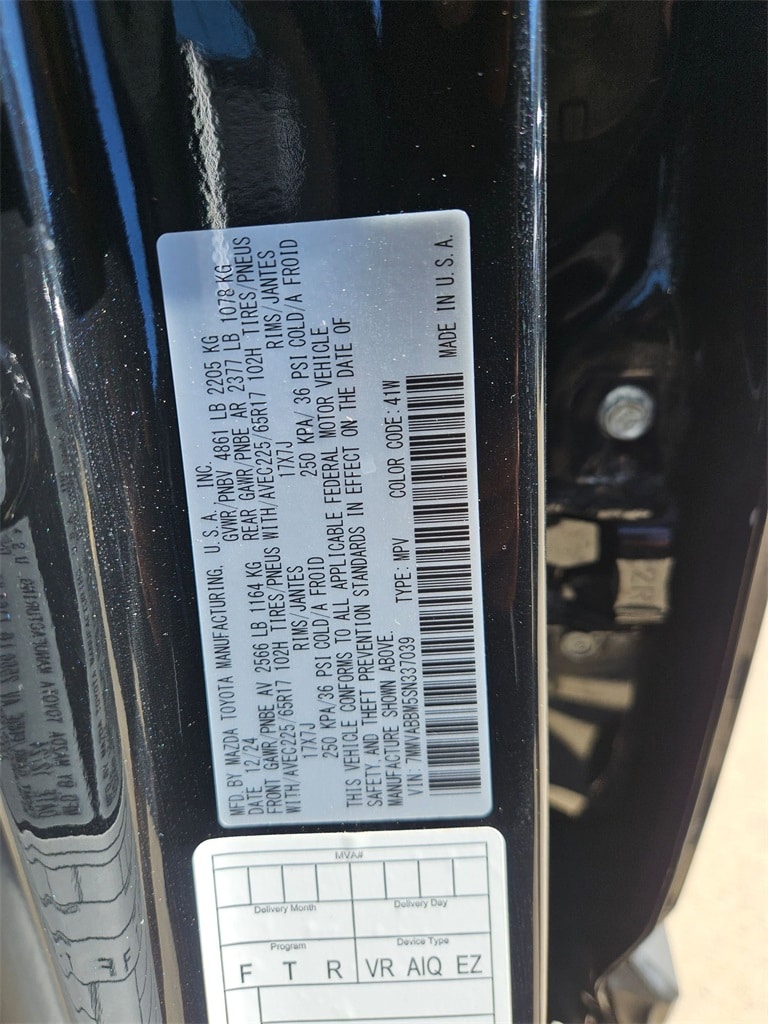 MFD. BY MAZDA TOYOTA MANUFACTURING, U.S.A. INC.
DATE 12/24 GVWR/PNBV 4861 LB 2205 KG
FRONT GAWR/PNBE AV 2566 LB 1164 KG REAR GAWR/PNBE AR 2377 LB 1078 KG
WITH/AVEC225/65R17 102H TIRES/PNEUS WITH/AVEC225/65R17 102H TIRES/PNEUS
17X7J RIMS/JANTES 17X7J RIMS/JANTES
250 KPA/36 PSI COLD/A FROID 250 KPA/ 36 PSI COLD/A FROID
THIS VEHICLE CONFORMS TO ALL APPLICABLE FEDERAL MOTOR VEHICLE
SAFETY, AND THEFT PREVENTION STANDARDS IN EFFECT ON THE DATE OF
MANUFACTURE SHOWN ABOVE.
VIN: 7MMVABBM5SN337039 TYPE: MPV COLOR CODE: 41W
MADE IN U.S.A.
MVA#
Delivery Month Delivery Day
Program Device Type
F T R VR AIQ EZ